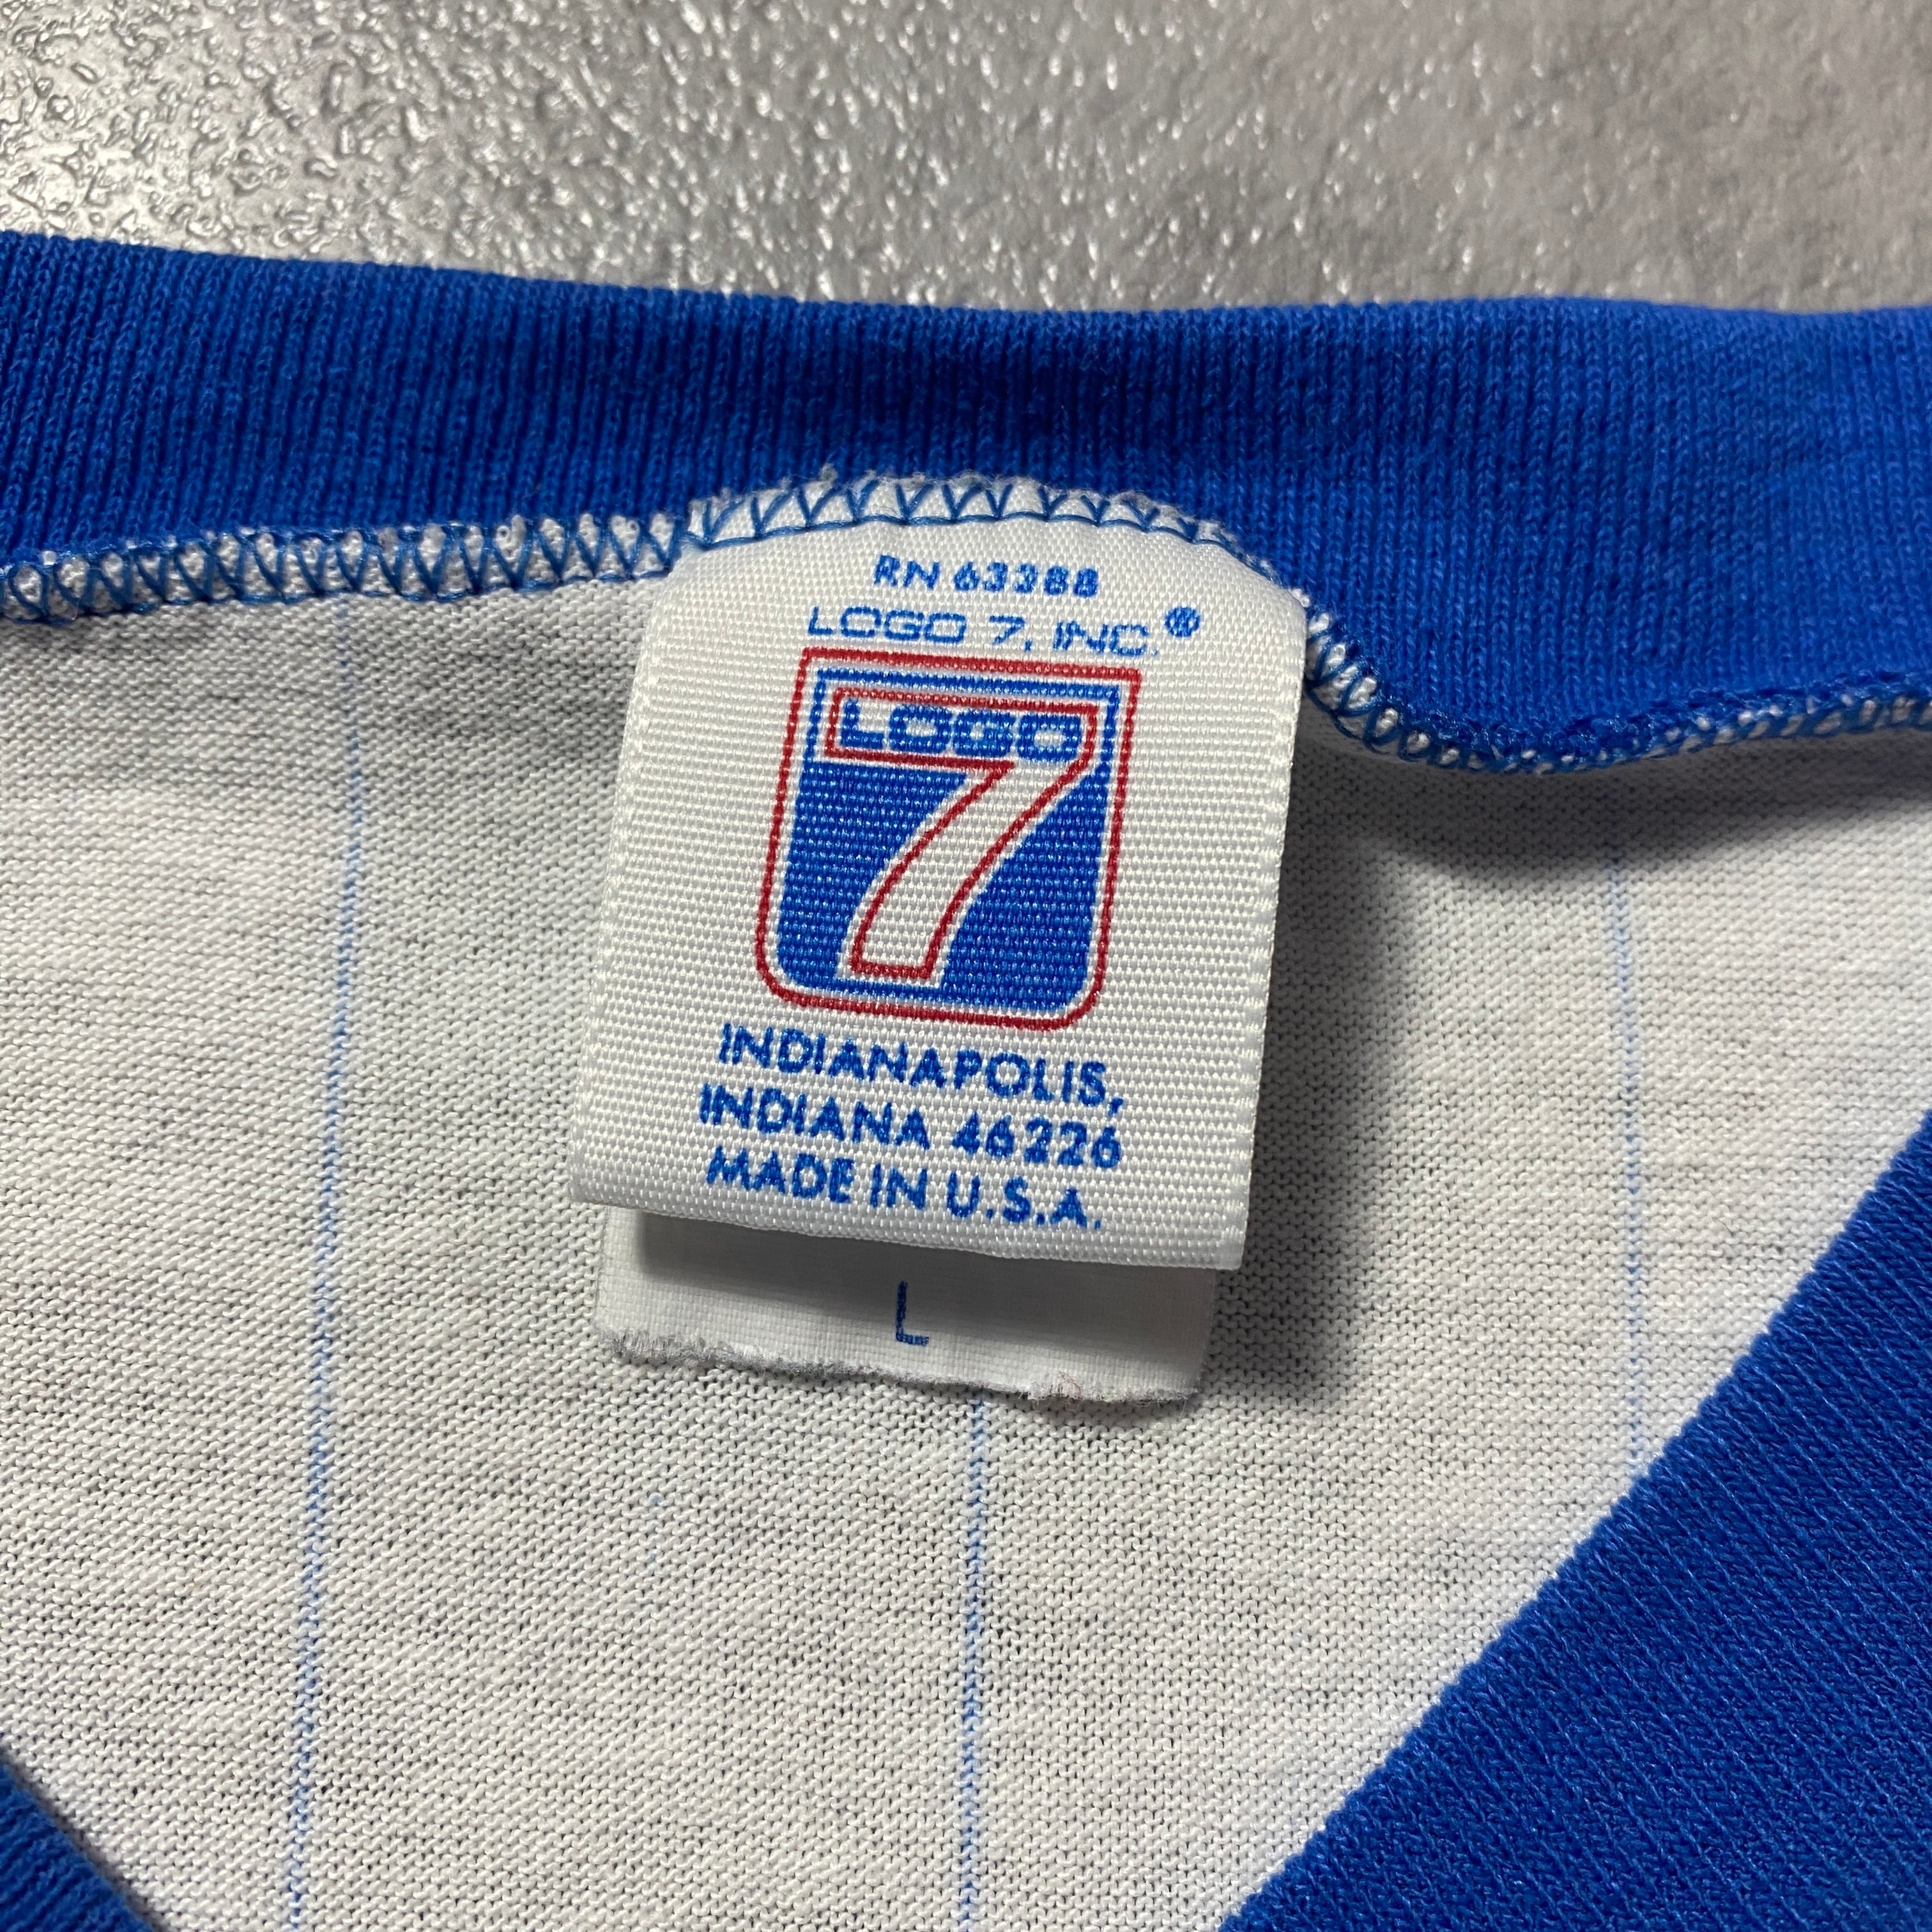 RN 63388
LOGO 7, INC.®
LOGO
7
INDIANAPOLIS,
INDIANA 46226
MADE IN U.S.A.
L